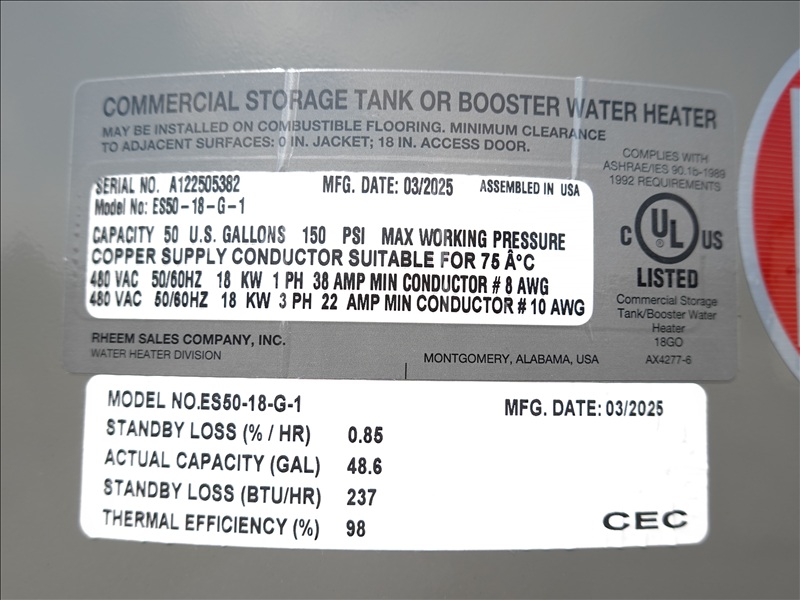 COMMERCIAL STORAGE TANK OR BOOSTER WATER HEATER
MAY BE INSTALLED ON COMBUSTIBLE FLOORING. MINIMUM CLEARANCE
TO ADJACENT SURFACES: 0 IN. JACKET; 18 IN. ACCESS DOOR.
COMPLIES WITH
ASHRAE/IES 90.1b-1989
1992 REQUIREMENTS
SERIAL NO. A122505382 MFG. DATE: 03/2025 ASSEMBLED IN USA
Model No: ES50-18-G-1
CAPACITY 50 U.S. GALLONS 150 PSI MAX WORKING PRESSURE
COPPER SUPPLY CONDUCTOR SUITABLE FOR 75 Â°C
480 VAC 50/60HZ 18 KW 1 PH 38 AMP MIN CONDUCTOR # 8 AWG
480 VAC 50/60HZ 18 KW 3 PH 22 AMP MIN CONDUCTOR # 10 AWG
C UL US
®
LISTED
Commercial Storage
Tank/Booster Water
Heater
18GO
AX4277-6
RHEEM SALES COMPANY, INC.
WATER HEATER DIVISION
MONTGOMERY, ALABAMA, USA
MODEL NO.ES50-18-G-1 MFG. DATE: 03/2025
STANDBY LOSS (% / HR) 0.85
ACTUAL CAPACITY (GAL) 48.6
STANDBY LOSS (BTU/HR) 237
THERMAL EFFICIENCY (%) 98
CEC